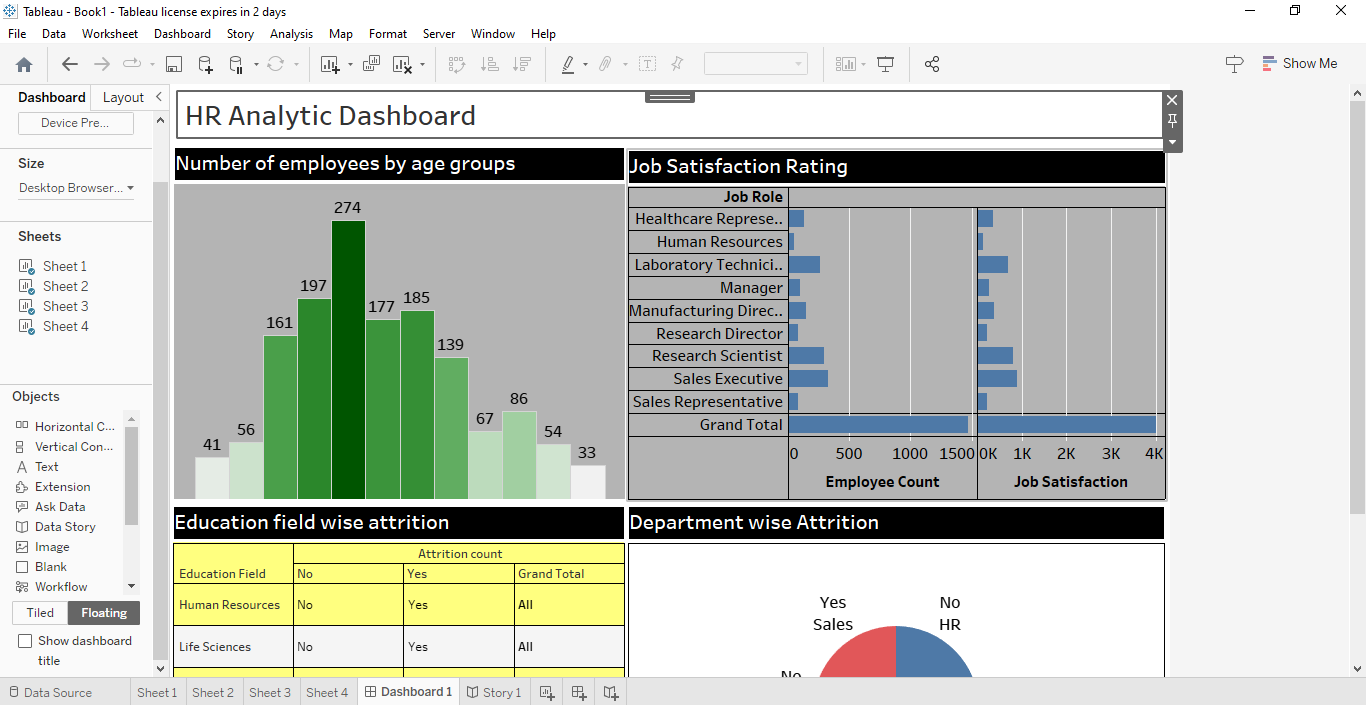 Tableau - Book1 - Tableau license expires in 2 days
File Data Worksheet Dashboard Story Analysis Map Format Server Window Help
Show Me
Dashboard Layout
Device Pre...
Size
Desktop Browser...
Sheets
Sheet 1
Sheet 2
Sheet 3
Sheet 4
Objects
Horizontal C...
Vertical Con...
Text
Extension
Ask Data
Data Story
Image
Blank
Workflow
Tiled Floating
Show dashboard
title
HR Analytic Dashboard
Number of employees by age groups
274
197
185
177
161
139
86
67
56
54
41
33
Job Satisfaction Rating
Job Role
Healthcare Represe..
Human Resources
Laboratory Technici..
Manager
Manufacturing Direc..
Research Director
Research Scientist
Sales Executive
Sales Representative
Grand Total
0 500 1000 1500 0K 1K 2K 3K 4K
Employee Count Job Satisfaction
Education field wise attrition
Attrition count
Education Field No Yes Grand Total
Human Resources No Yes All
Life Sciences No Yes All
Department wise Attrition
Yes No
Sales HR
No
Data Source Sheet 1 Sheet 2 Sheet 3 Sheet 4 Dashboard 1 Story 1